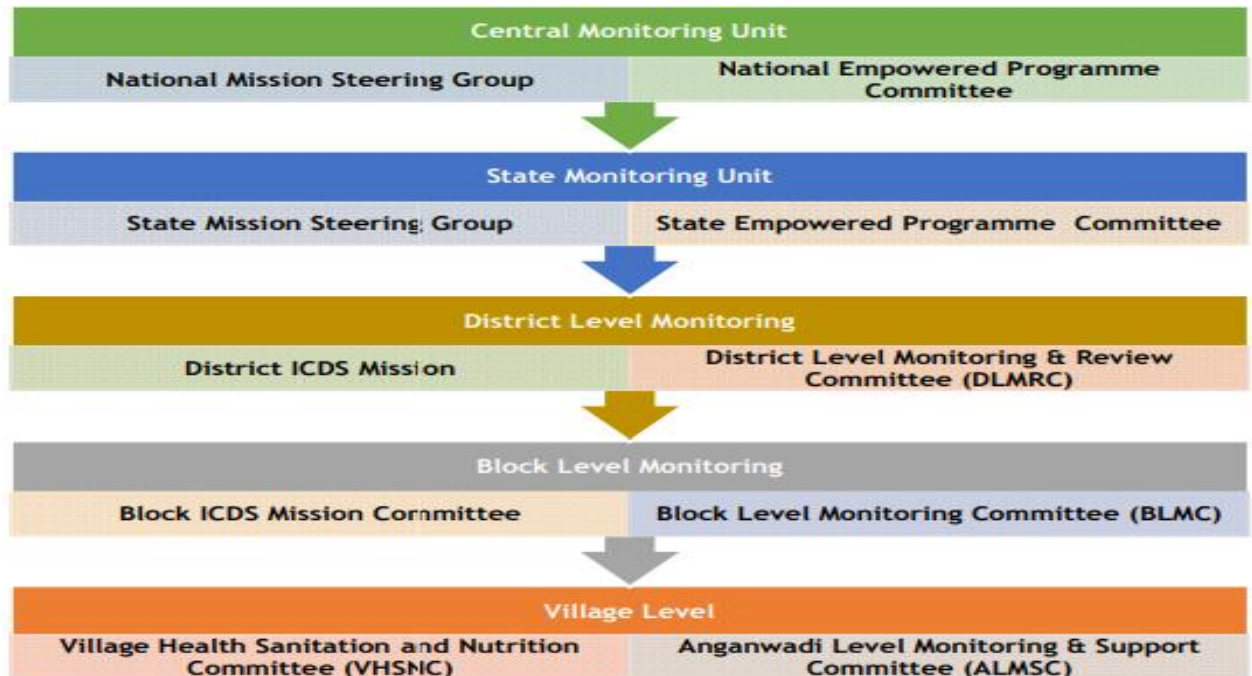 Central Monitoring Unit
National Mission Steering Group
National Empowered Programme
Committee
State Monitoring Unit
State Mission Steering Group
State Empowered Programme Committee
District Level Monitoring
District ICDS Mission
District Level Monitoring & Review
Committee (DLMRC)
Block Level Monitoring
Block ICDS Mission Committee
Block Level Monitoring Committee (BLMC)
Village Level
Village Health Sanitation and Nutrition
Committee (VHSNC)
Anganwadi Level Monitoring & Support
Committee (ALMSC)